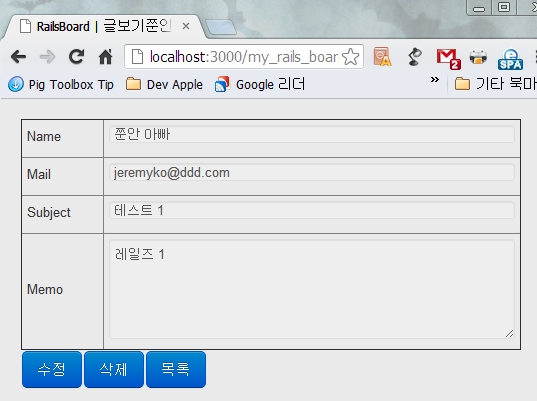 RailsBoard | 글보기쭌인
localhost:3000/my_rails_boar
2
SPA
Pig Toolbox Tip
Dev Apple
Google 리더
»
기타 북마
Name
쭌안 아빠
Mail
jeremyko@ddd.com
Subject
테스트 1
Memo
레일즈 1
수정 삭제 목록